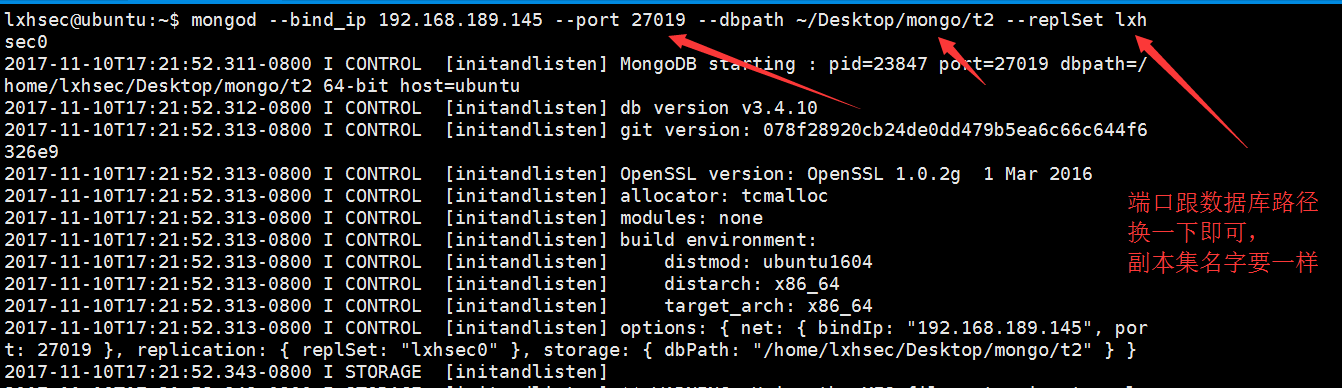 lxhsec@ubuntu:~$ mongod --bind_ip 192.168.189.145 --port 27019 --dbpath ~/Desktop/mongo/t2 --replSet lxh
sec0
2017-11-10T17:21:52.311-0800 I CONTROL  [initandlisten] MongoDB starting : pid=23847 port=27019 dbpath=/
home/lxhsec/Desktop/mongo/t2 64-bit host=ubuntu
2017-11-10T17:21:52.312-0800 I CONTROL  [initandlisten] db version v3.4.10
2017-11-10T17:21:52.313-0800 I CONTROL  [initandlisten] git version: 078f28920cb24de0dd479b5ea6c66c644f6
326e9
2017-11-10T17:21:52.313-0800 I CONTROL  [initandlisten] OpenSSL version: OpenSSL 1.0.2g  1 Mar 2016
2017-11-10T17:21:52.313-0800 I CONTROL  [initandlisten] allocator: tcmalloc
2017-11-10T17:21:52.313-0800 I CONTROL  [initandlisten] modules: none
2017-11-10T17:21:52.313-0800 I CONTROL  [initandlisten] build environment:
2017-11-10T17:21:52.313-0800 I CONTROL  [initandlisten]     distmod: ubuntu1604
2017-11-10T17:21:52.313-0800 I CONTROL  [initandlisten]     distarch: x86_64
2017-11-10T17:21:52.313-0800 I CONTROL  [initandlisten]     target_arch: x86_64
2017-11-10T17:21:52.313-0800 I CONTROL  [initandlisten] options: { net: { bindIp: "192.168.189.145", por
t: 27019 }, replication: { replSet: "lxhsec0" }, storage: { dbPath: "/home/lxhsec/Desktop/mongo/t2" } }
2017-11-10T17:21:52.343-0800 I STORAGE  [initandlisten]
端口跟数据库路径
换一下即可，
副本集名字要一样